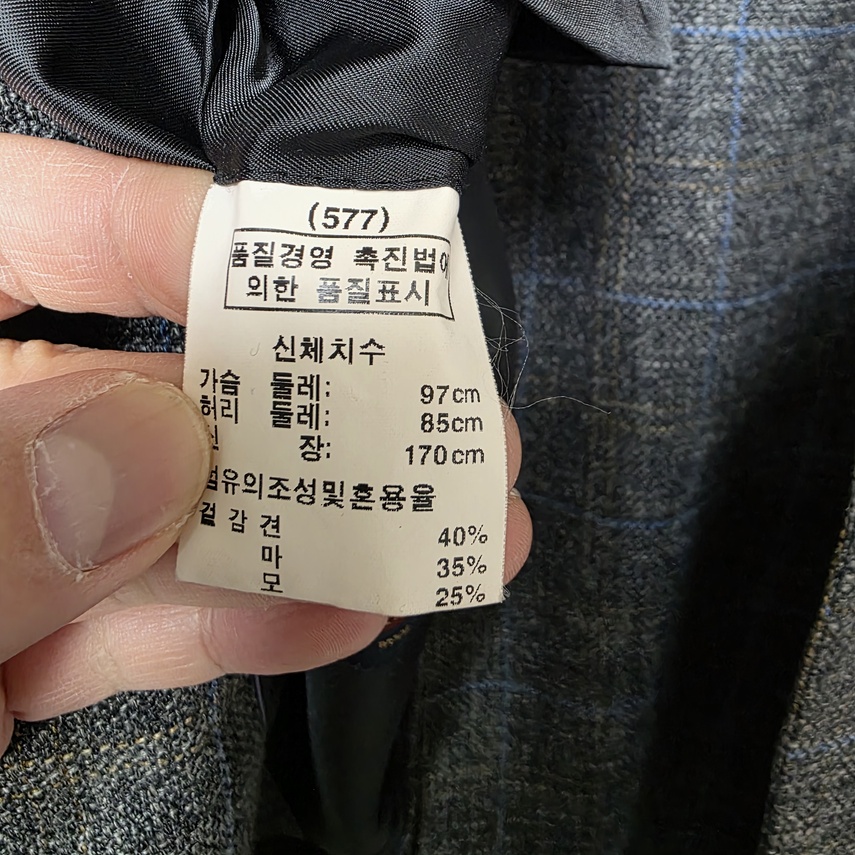 (577)
품질경영 촉진법에
의한 품질표시
신체치수
가슴 둘레: 97cm
허리 둘레: 85cm
신 장: 170cm
섬유의조성및혼용율
겉감 견 40%
마 35%
모 25%